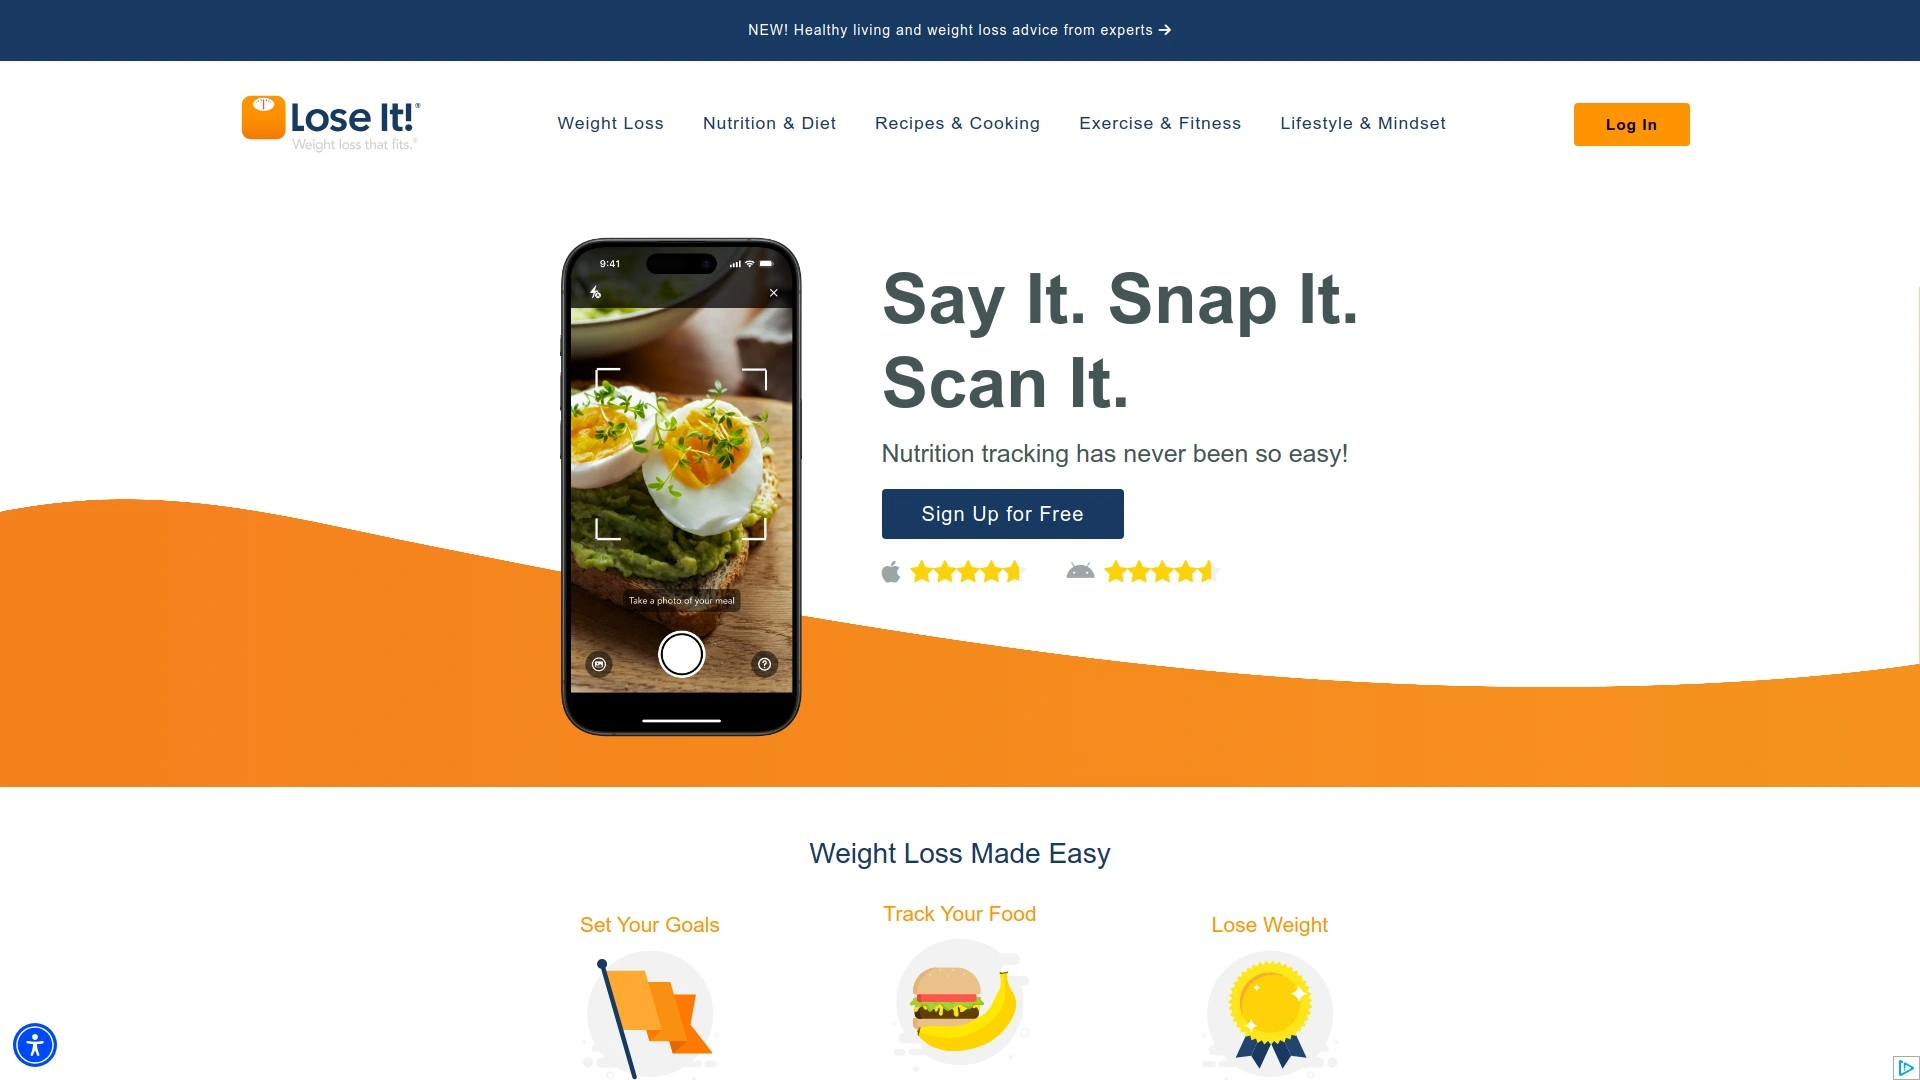 NEW! Healthy living and weight loss advice from experts →
Lose It!®
Weight loss that fits.®
Weight Loss
Nutrition & Diet
Recipes & Cooking
Exercise & Fitness
Lifestyle & Mindset
Log In
9:41
Take a photo of your meal
Say It. Snap It.
Scan It.
Nutrition tracking has never been so easy!
Sign Up for Free
Weight Loss Made Easy
Set Your Goals
Track Your Food
Lose Weight